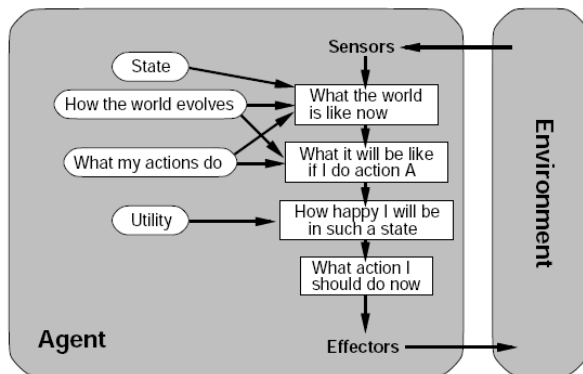 Sensors
State
How the world evolves
What the world
is like now
What my actions do
What it will be like
if I do action A
Utility
How happy I will be
in such a state
What action I
should do now
Agent
Effectors
Environment